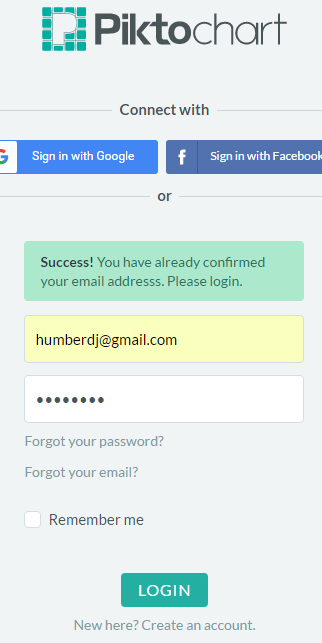 Piktochart
Connect with
Sign in with Google
Sign in with Facebook
or
Success! You have already confirmed
your email addresss. Please login.
humberdj@gmail.com
••••••••
Forgot your password?
Forgot your email?
Remember me
LOGIN
New here? Create an account.